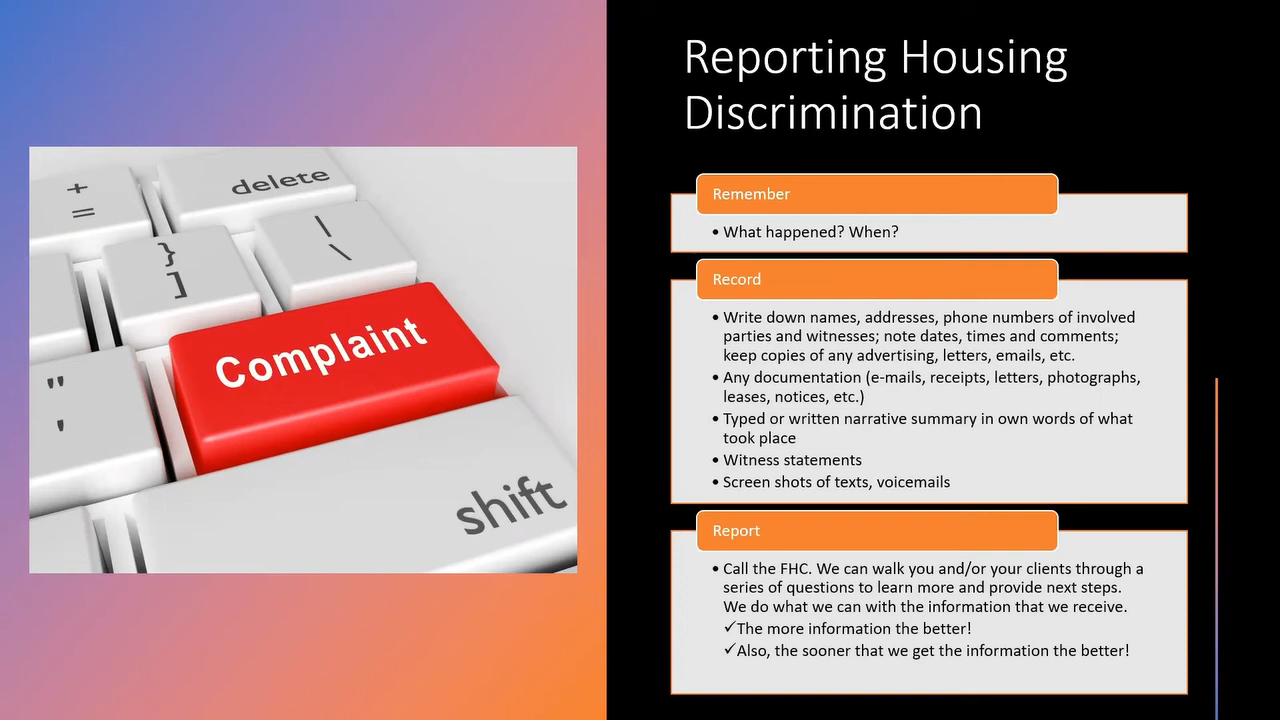 +
=
delete
}
]
|
\
Complaint
"
'
shift
Reporting Housing
Discrimination
Remember
• What happened? When?
Record
• Write down names, addresses, phone numbers of involved
parties and witnesses; note dates, times and comments;
keep copies of any advertising, letters, emails, etc.
• Any documentation (e-mails, receipts, letters, photographs,
leases, notices, etc.)
• Typed or written narrative summary in own words of what
took place
• Witness statements
• Screen shots of texts, voicemails
Report
• Call the FHC. We can walk you and/or your clients through a
series of questions to learn more and provide next steps.
We do what we can with the information that we receive.
✓The more information the better!
✓Also, the sooner that we get the information the better!